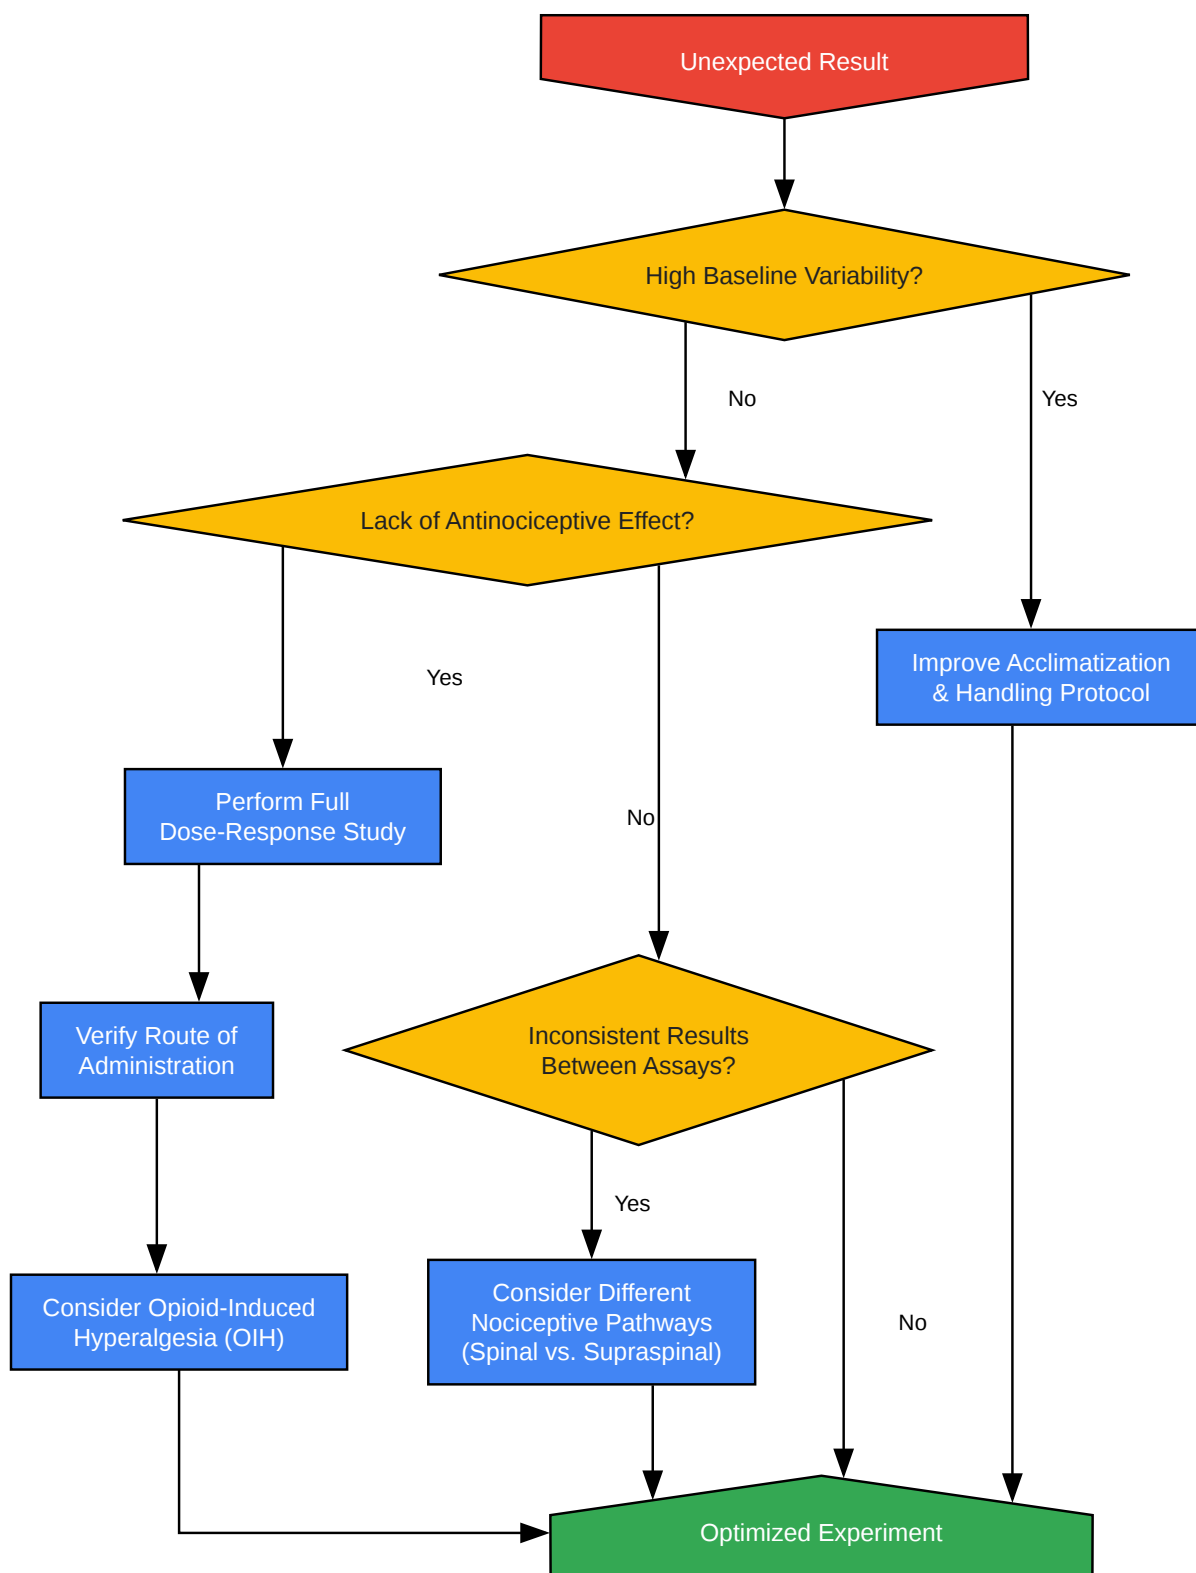 Unexpected Result
High Baseline Variability?
No
Yes
Lack of Antinociceptive Effect?
Yes
Improve Acclimatization
& Handling Protocol
Perform Full
Dose-Response Study
No
Verify Route of
Administration
Inconsistent Results
Between Assays?
Yes
Consider Opioid-Induced
Hyperalgesia (OIH)
Consider Different
Nociceptive Pathways
(Spinal vs. Supraspinal)
No
Optimized Experiment